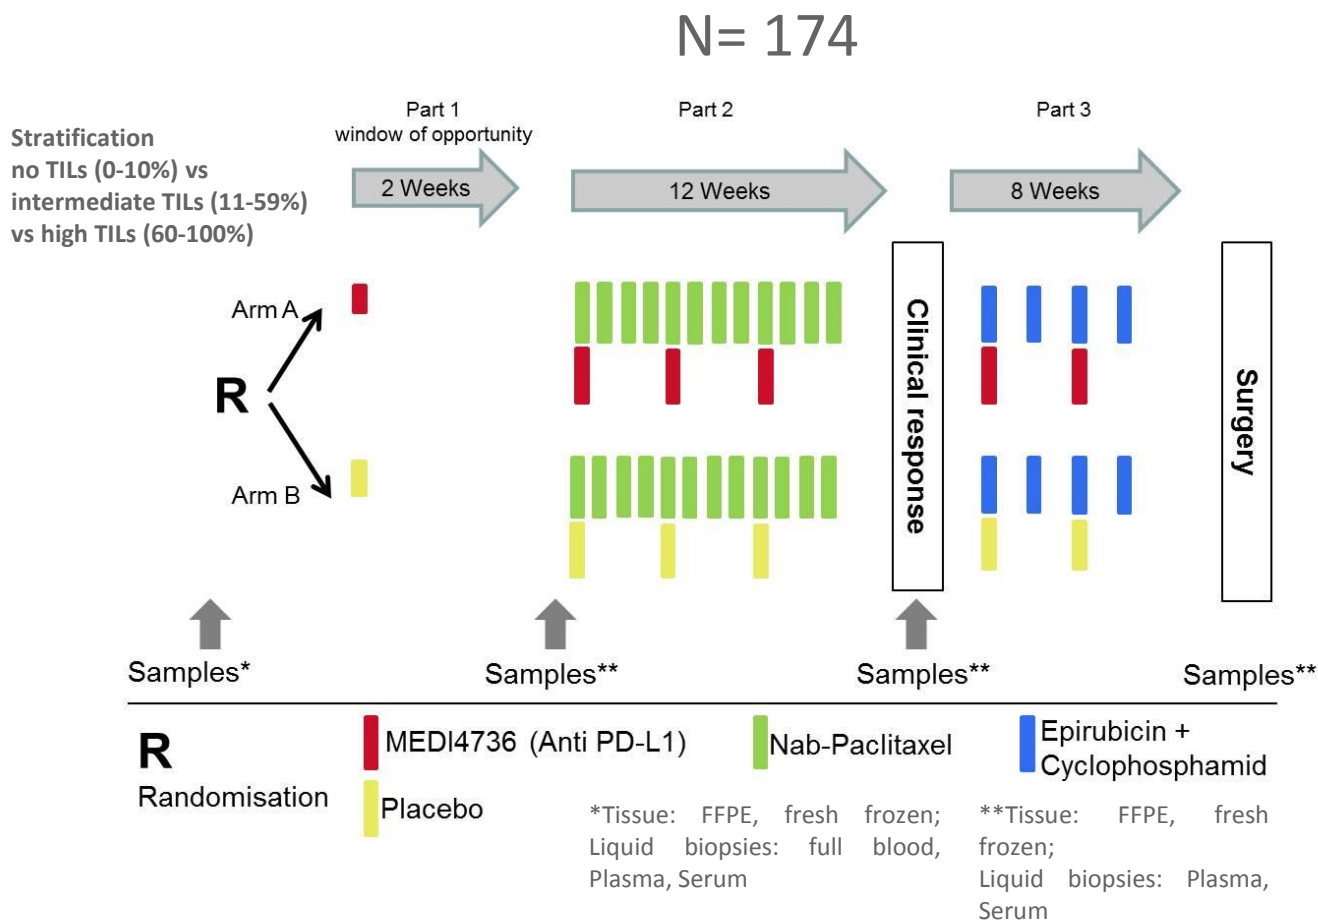 N= 174
Part 1
window of opportunity
Part 2
Part 3
Stratification
no TILs (0-10%) vs
intermediate TILs (11-59%)
vs high TILs (60-100%)
2 Weeks
12 Weeks
8 Weeks
Arm A
R
Arm B
Clinical response
Surgery
Samples*
Samples**
Samples**
Samples**
R
Randomisation
MEDI4736 (Anti PD-L1)
Placebo
Nab-Paclitaxel
Epirubicin +
Cyclophosphamid
*Tissue: FFPE, fresh frozen;
Liquid biopsies: full blood,
Plasma, Serum
**Tissue: FFPE, fresh
frozen;
Liquid biopsies: Plasma,
Serum